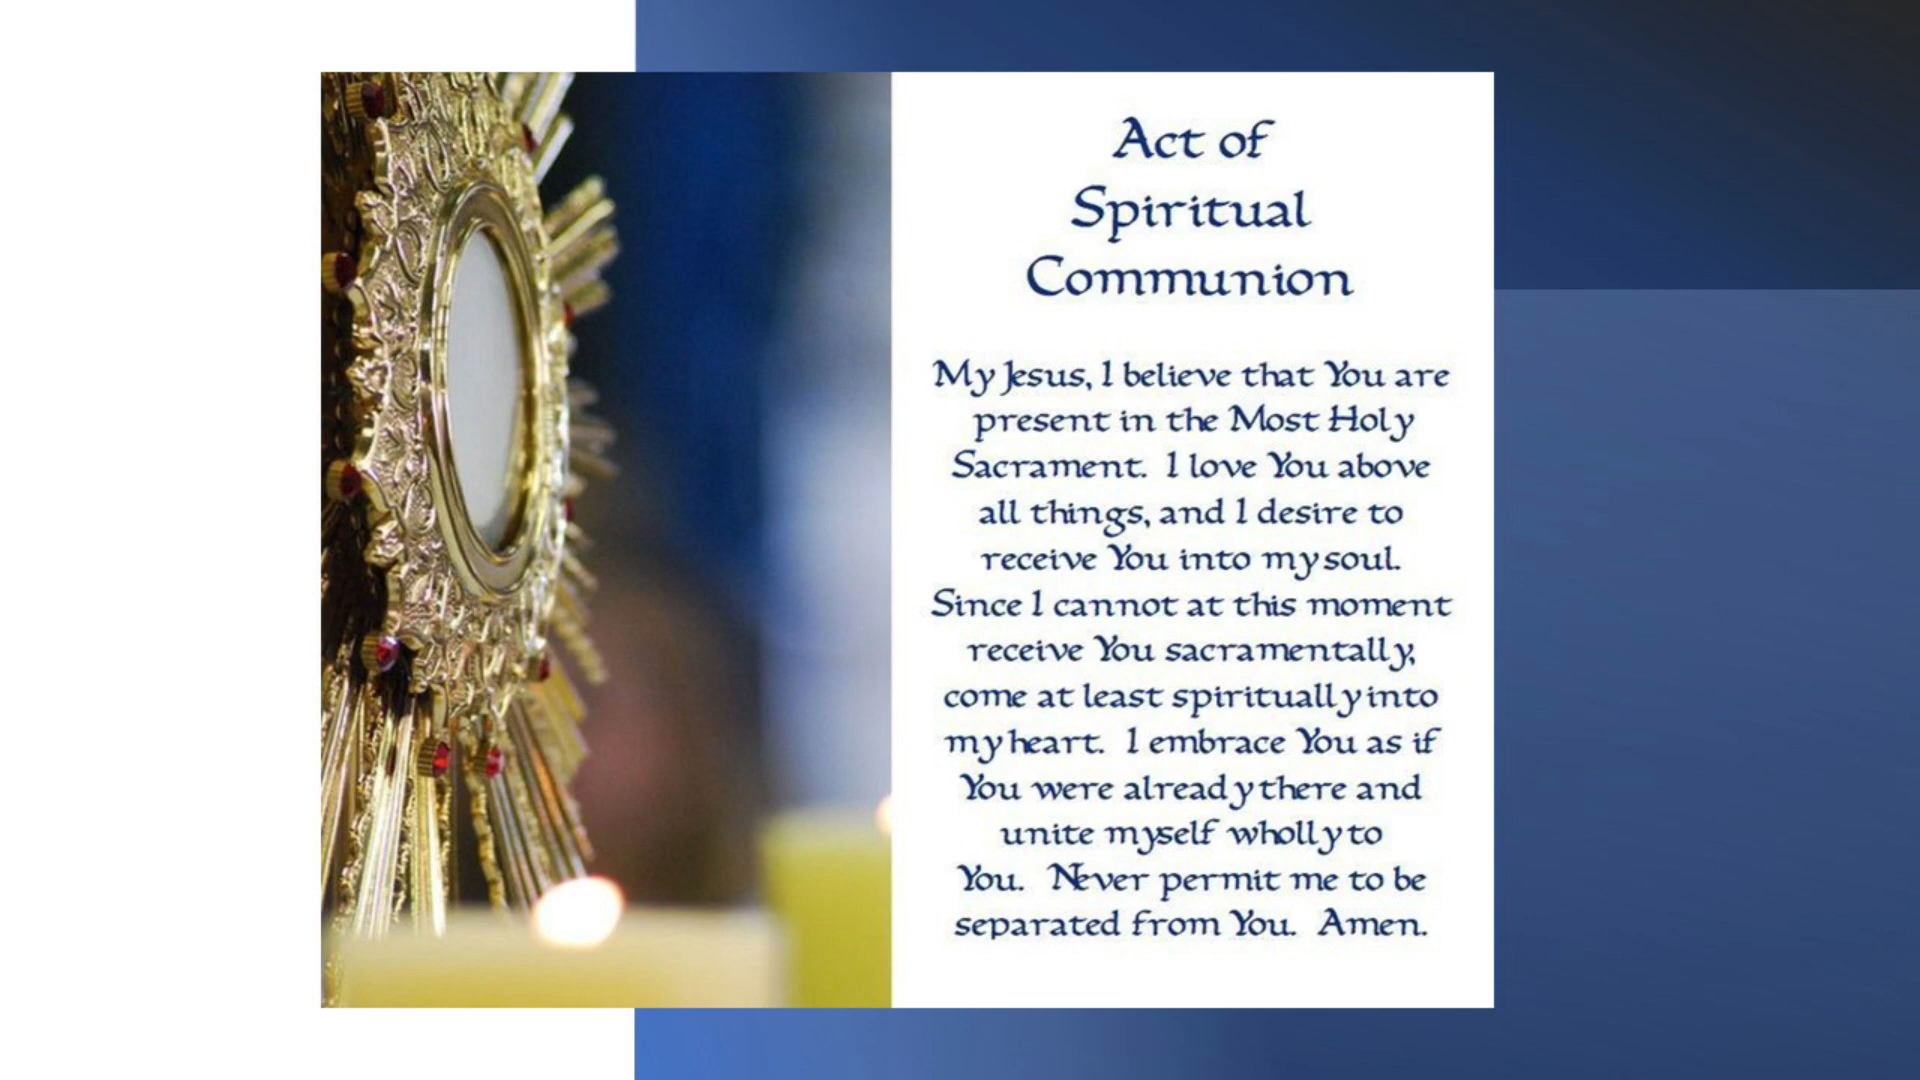 Act of
Spiritual
Communion
My Jesus, I believe that You are
present in the Most Holy
Sacrament. I love You above
all things, and I desire to
receive You into my soul.
Since I cannot at this moment
receive You sacramentally,
come at least spiritually into
my heart. I embrace You as if
You were already there and
unite myself wholly to
You. Never permit me to be
separated from You. Amen.